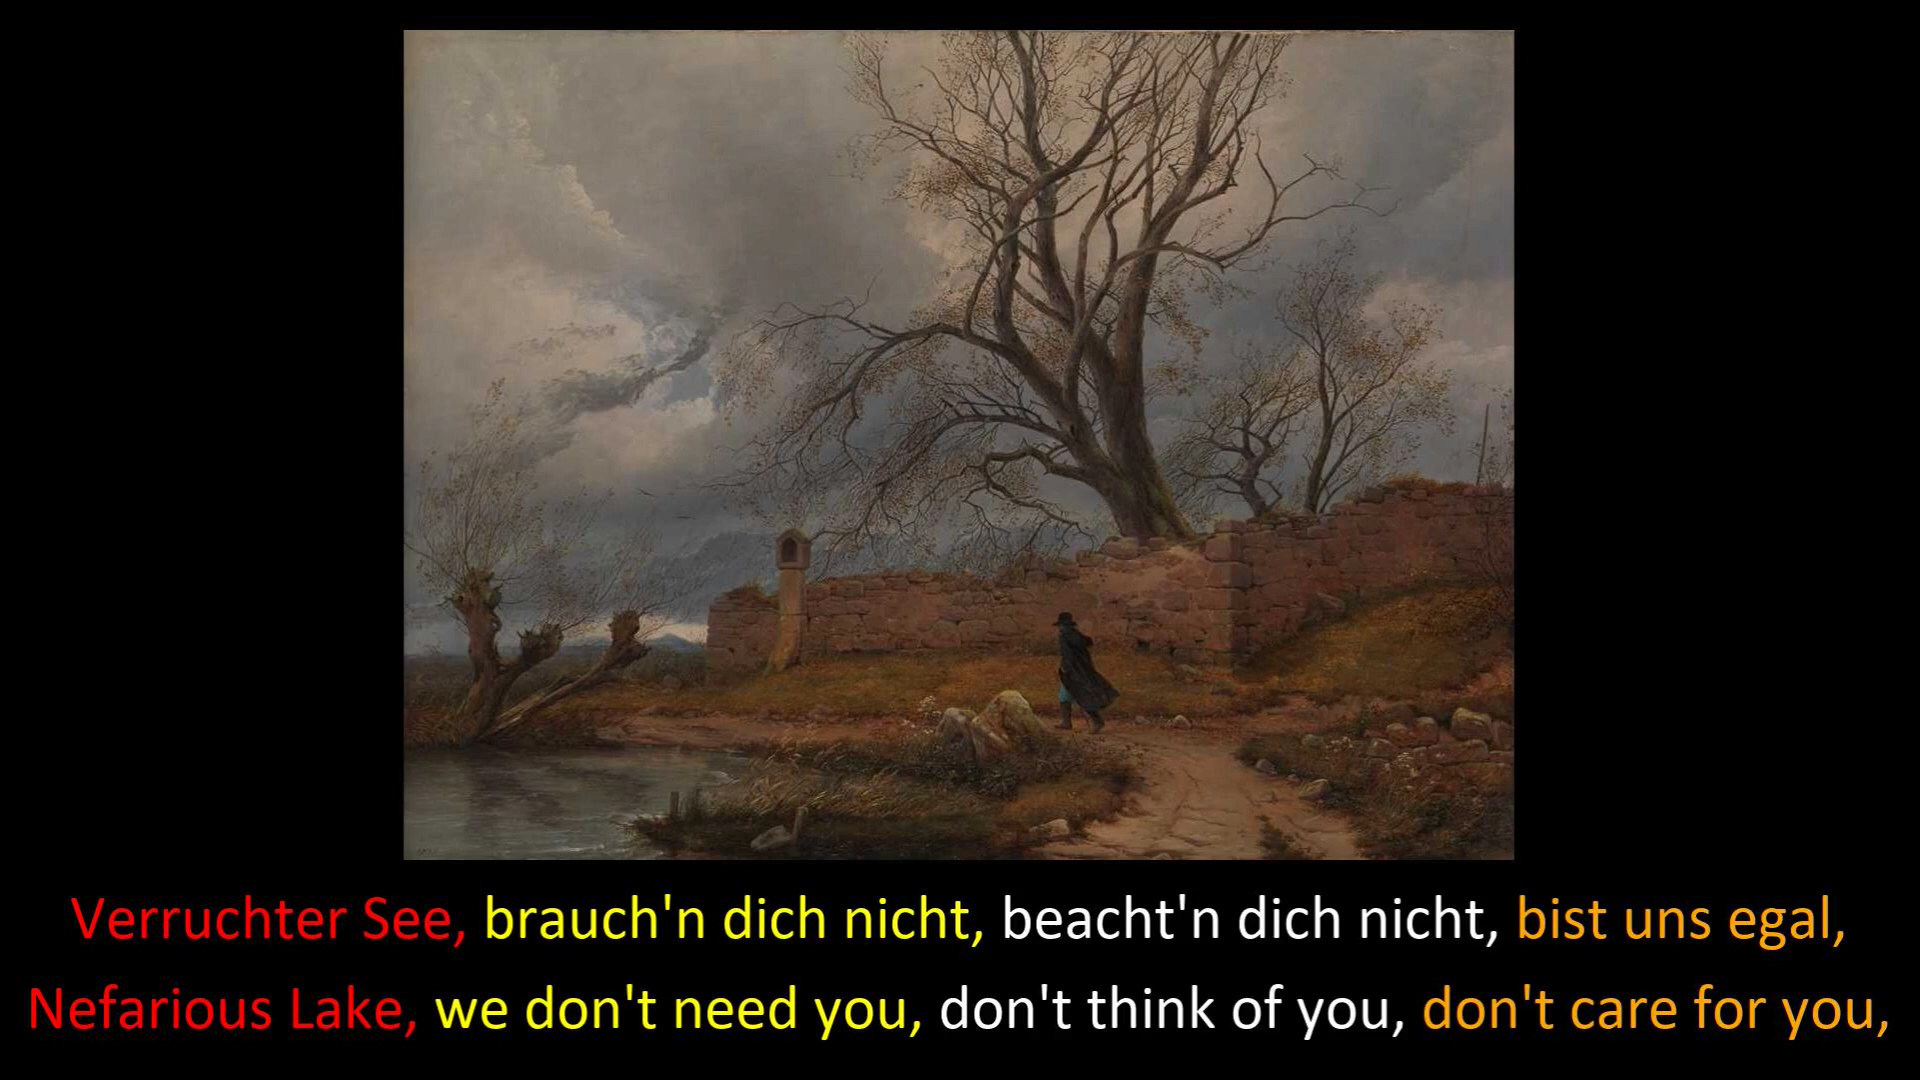 Verruchter See, brauch'n dich nicht, beacht'n dich nicht, bist uns egal,
Nefarious Lake, we don't need you, don't think of you, don't care for you,